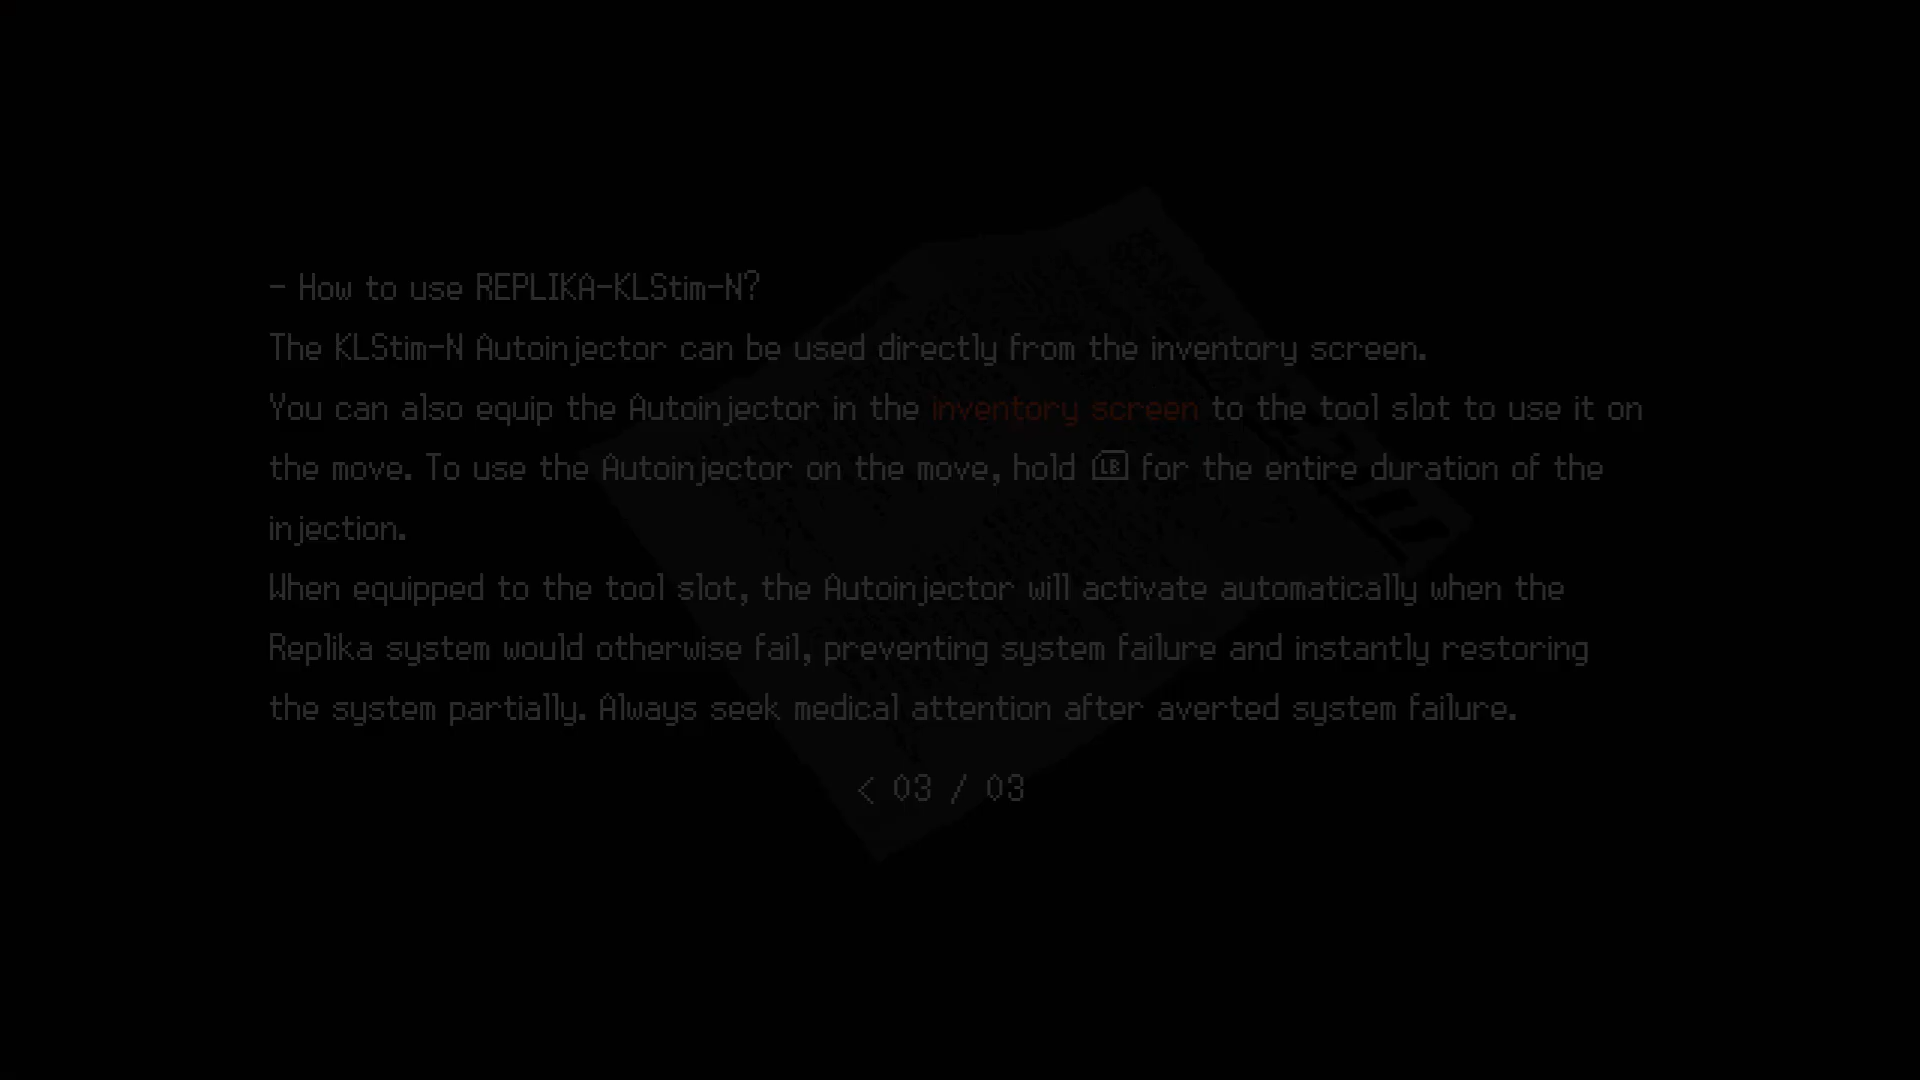 - How to use REPLIKA-KLStim-N?
The KLStim-N Autoinjector can be used directly from the inventory screen.
You can also equip the Autoinjector in the inventory screen to the tool slot to use it on
the move. To use the Autoinjector on the move, hold LB for the entire duration of the
injection.
When equipped to the tool slot, the Autoinjector will activate automatically when the
Replika system would otherwise fail, preventing system failure and instantly restoring
the system partially. Always seek medical attention after averted system failure.
< 03 / 03